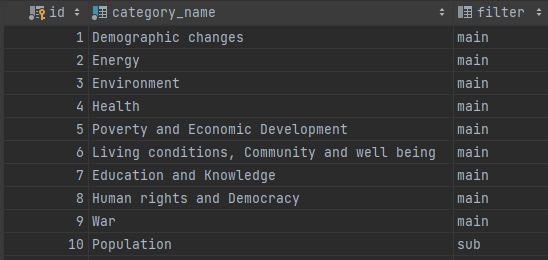 id category_name filter
1 Demographic changes main
2 Energy main
3 Environment main
4 Health main
5 Poverty and Economic Development main
6 Living conditions, Community and well being main
7 Education and Knowledge main
8 Human rights and Democracy main
9 War main
10 Population sub